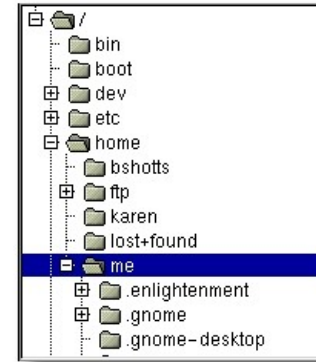 /
bin
boot
dev
etc
home
bshotts
ftp
karen
lost+found
me
.enlightenment
.gnome
.gnome-desktop